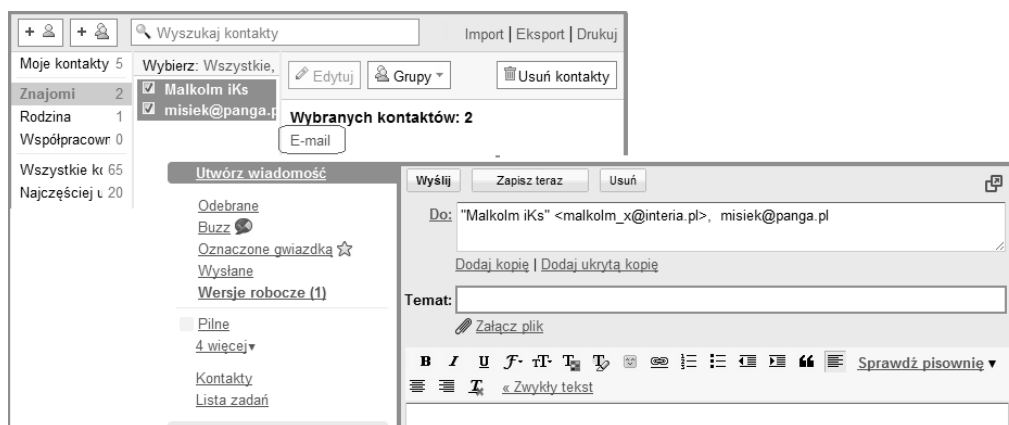 Wyszukaj kontakty
Import | Eksport | Drukuj
Moje kontakty 5
Znajomi 2
Rodzina 1
Współpracowr 0
Wszystkie kc 65
Najczęściej u 20
Wybierz: Wszystkie,
Malkolm iKs
misiek@panga.p
Edytuj
Grupy
Usuń kontakty
Wybranych kontaktów: 2
E-mail
Utwórz wiadomość
Odebrane
Buzz
Oznaczone gwiazdką
Wysłane
Wersje robocze (1)
Pilne
4 więcej▾
Kontakty
Lista zadań
Wyślij
Zapisz teraz
Usuń
Do: "Malkolm iKs" <malkolm_x@interia.pl>, misiek@panga.pl
Dodaj kopię | Dodaj ukrytą kopię
Temat:
Załącz plik
B I U Sprawdź pisownię ▾
« Zwykły tekst